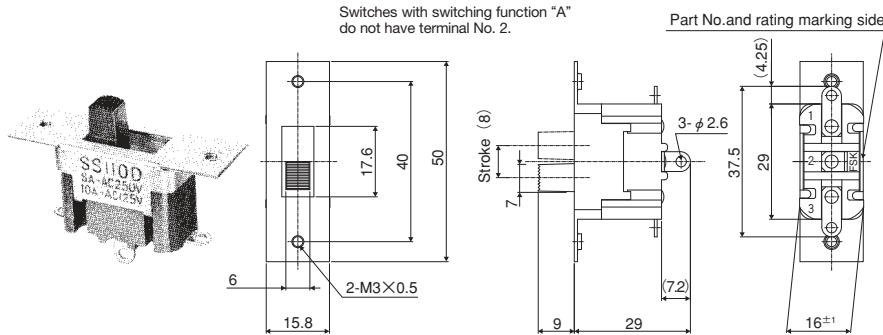 Switches with switching function “A”
do not have terminal No. 2.
Part No.and rating marking side
SS110D
8A-AC250V
10A-AC125V
17.6
40
50
6
2-M3×0.5
15.8
Stroke (8)
7
3-φ2.6
(7.2)
9
29
(4.25)
37.5
29
1
2
3
FSK
16±1